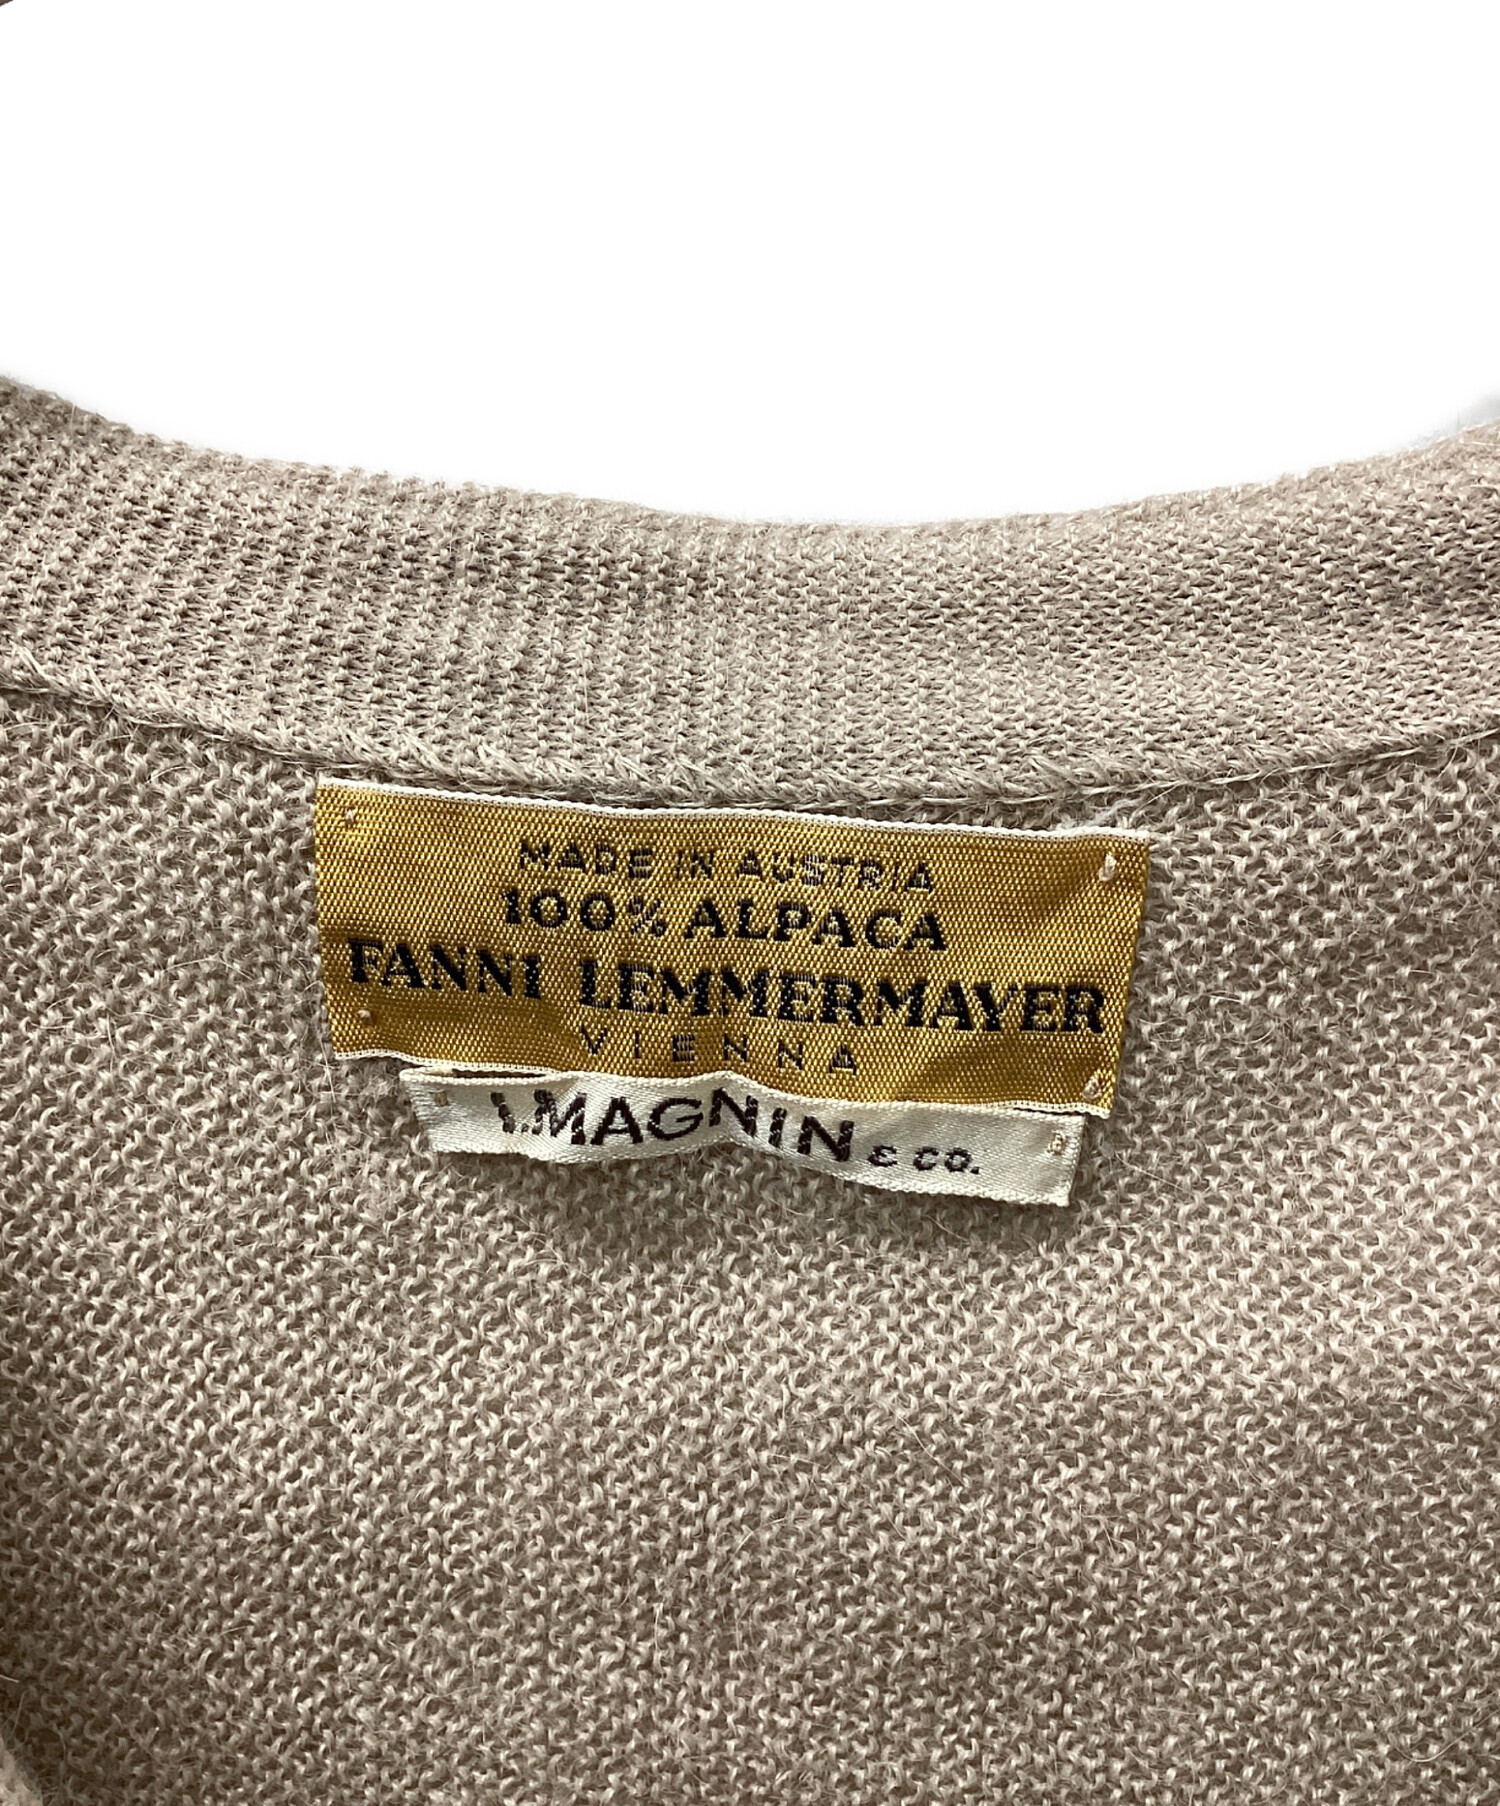 MADE IN AUSTRIA
100% ALPACA
FANNI LEMMERMAYER
VIENNA
I.MAGNIN & CO.